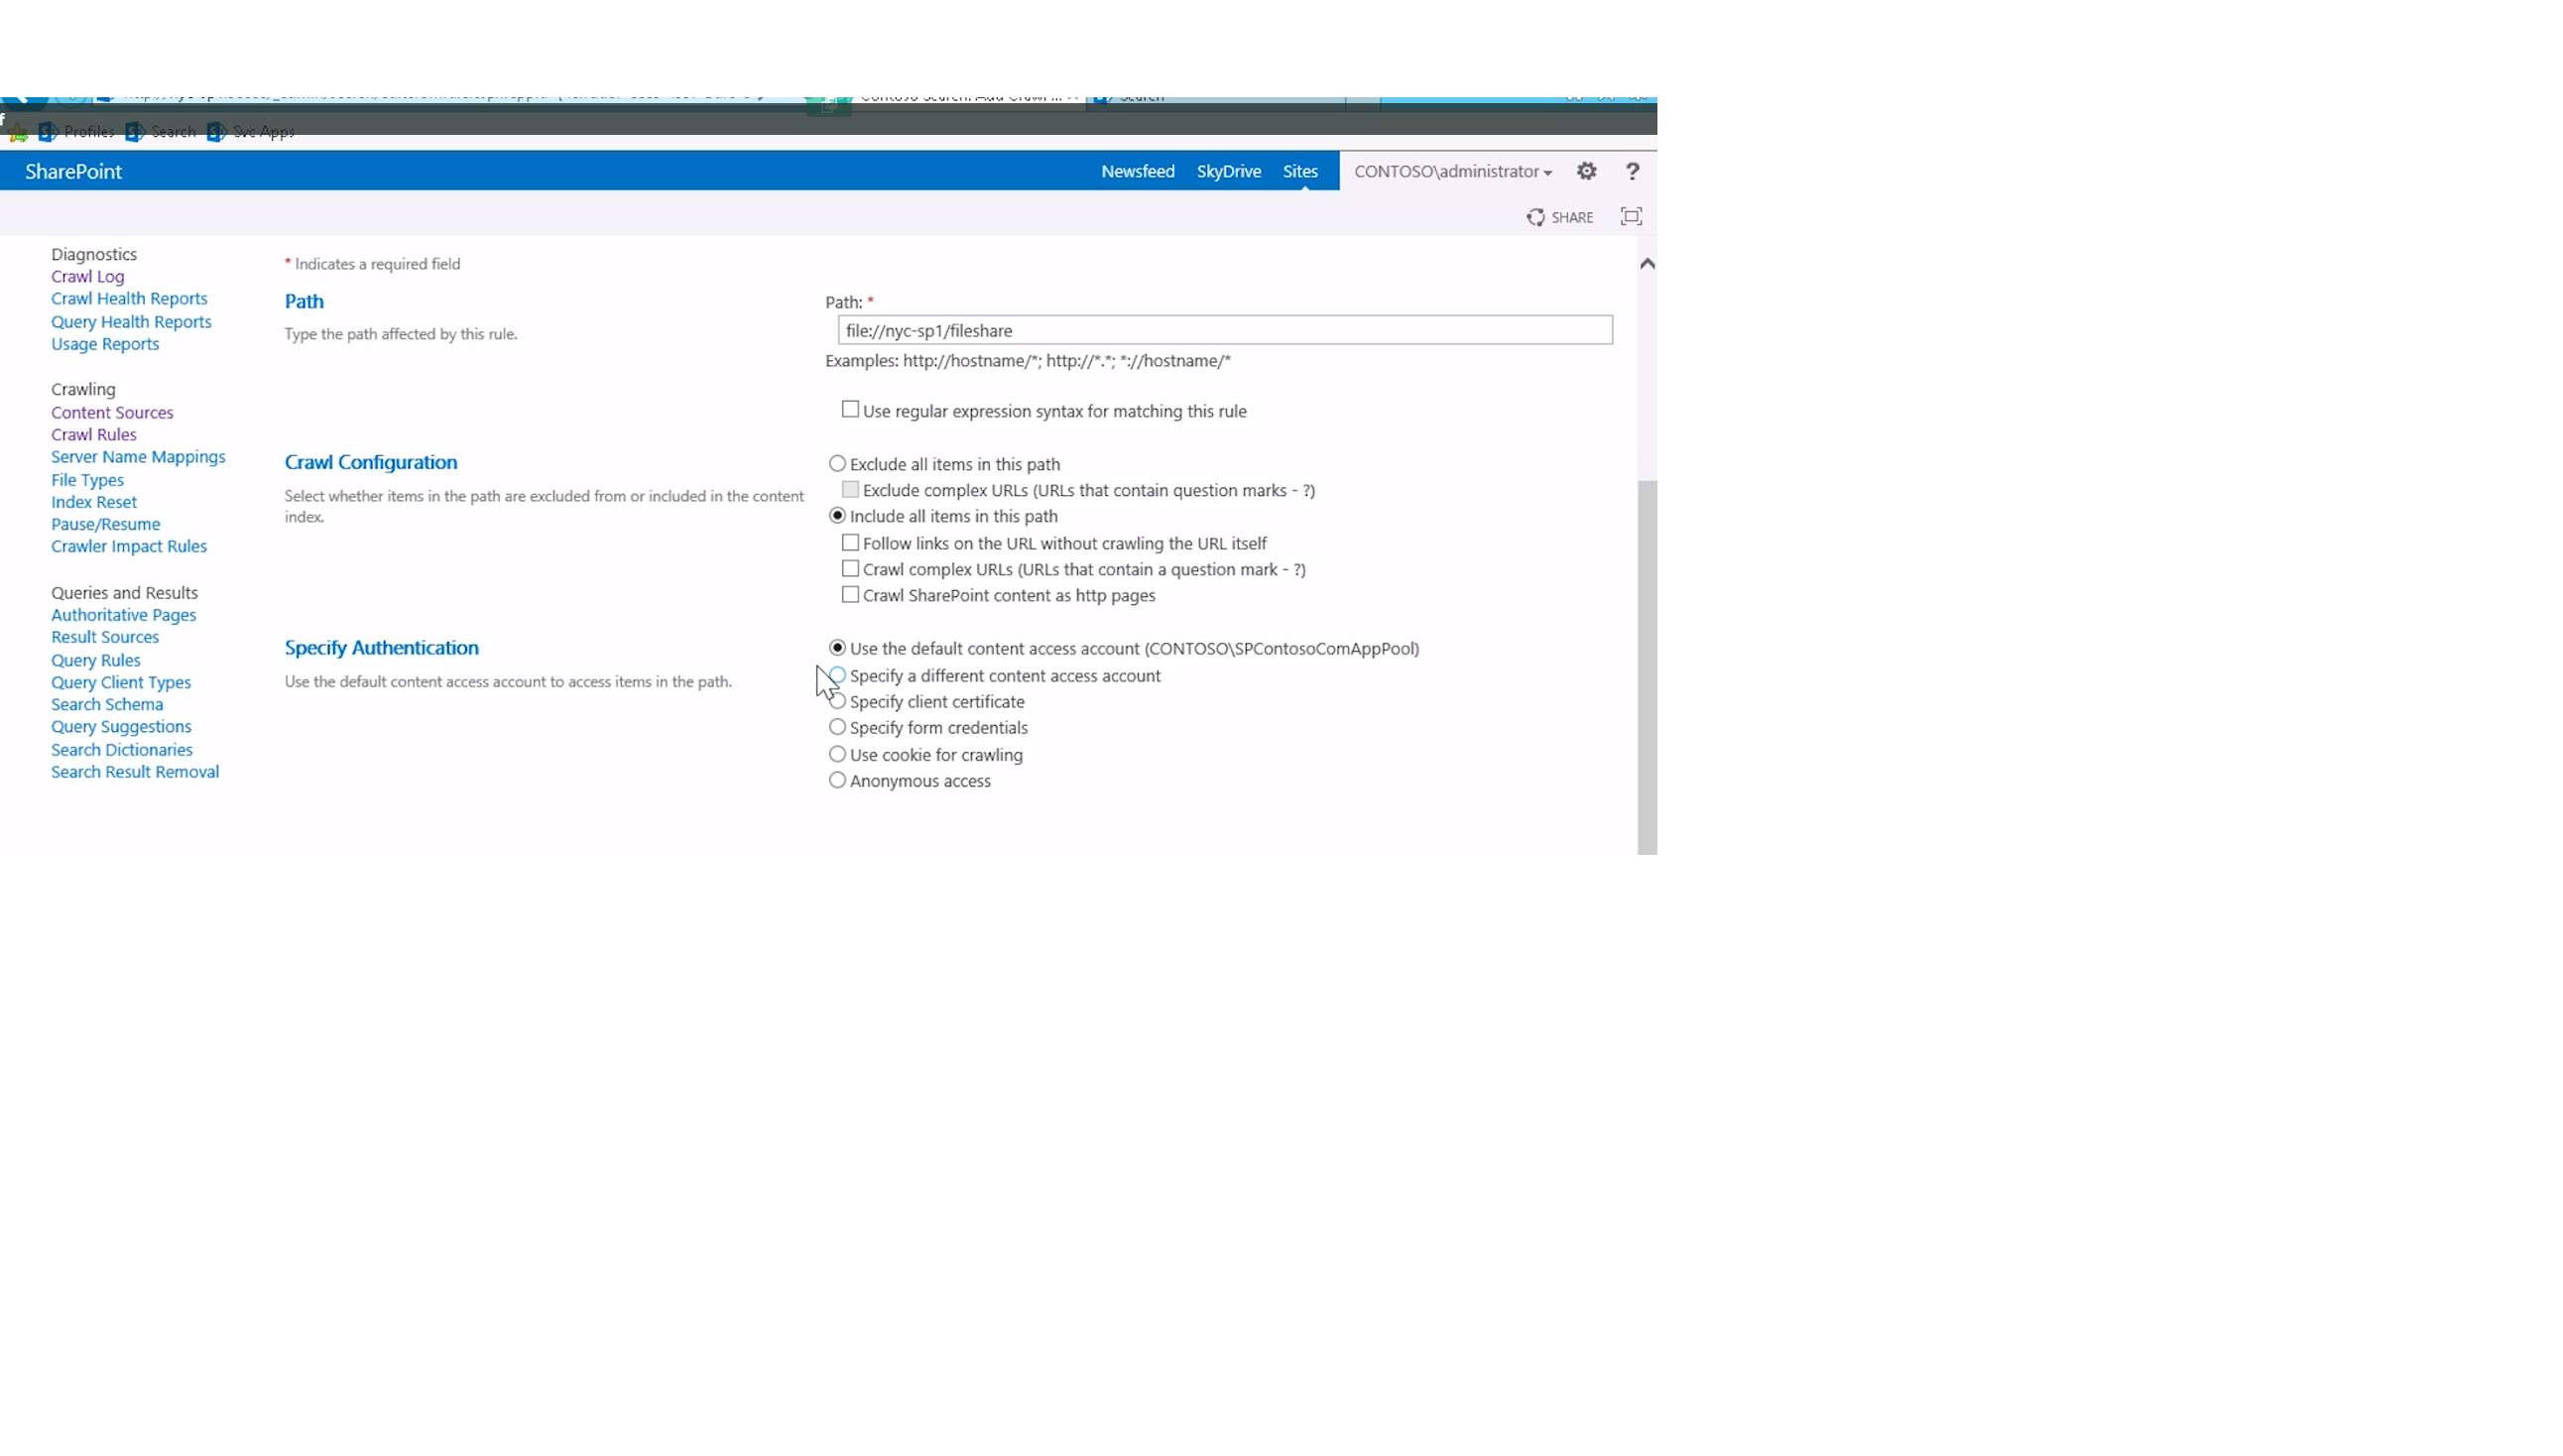 Profiles Search Svc Apps
SharePoint
Newsfeed SkyDrive Sites CONTOSO\administrator ?
SHARE
Diagnostics
Crawl Log
Crawl Health Reports
Query Health Reports
Usage Reports
Crawling
Content Sources
Crawl Rules
Server Name Mappings
File Types
Index Reset
Pause/Resume
Crawler Impact Rules
Queries and Results
Authoritative Pages
Result Sources
Query Rules
Query Client Types
Search Schema
Query Suggestions
Search Dictionaries
Search Result Removal
* Indicates a required field
Path
Type the path affected by this rule.
Path: *
file://nyc-sp1/fileshare
Examples: http://hostname/*; http://*.*; *://hostname/*
Use regular expression syntax for matching this rule
Crawl Configuration
Select whether items in the path are excluded from or included in the content
index.
Exclude all items in this path
Exclude complex URLs (URLs that contain question marks - ?)
Include all items in this path
Follow links on the URL without crawling the URL itself
Crawl complex URLs (URLs that contain a question mark - ?)
Crawl SharePoint content as http pages
Specify Authentication
Use the default content access account to access items in the path.
Use the default content access account (CONTOSO\SPContosoComAppPool)
Specify a different content access account
Specify client certificate
Specify form credentials
Use cookie for crawling
Anonymous access